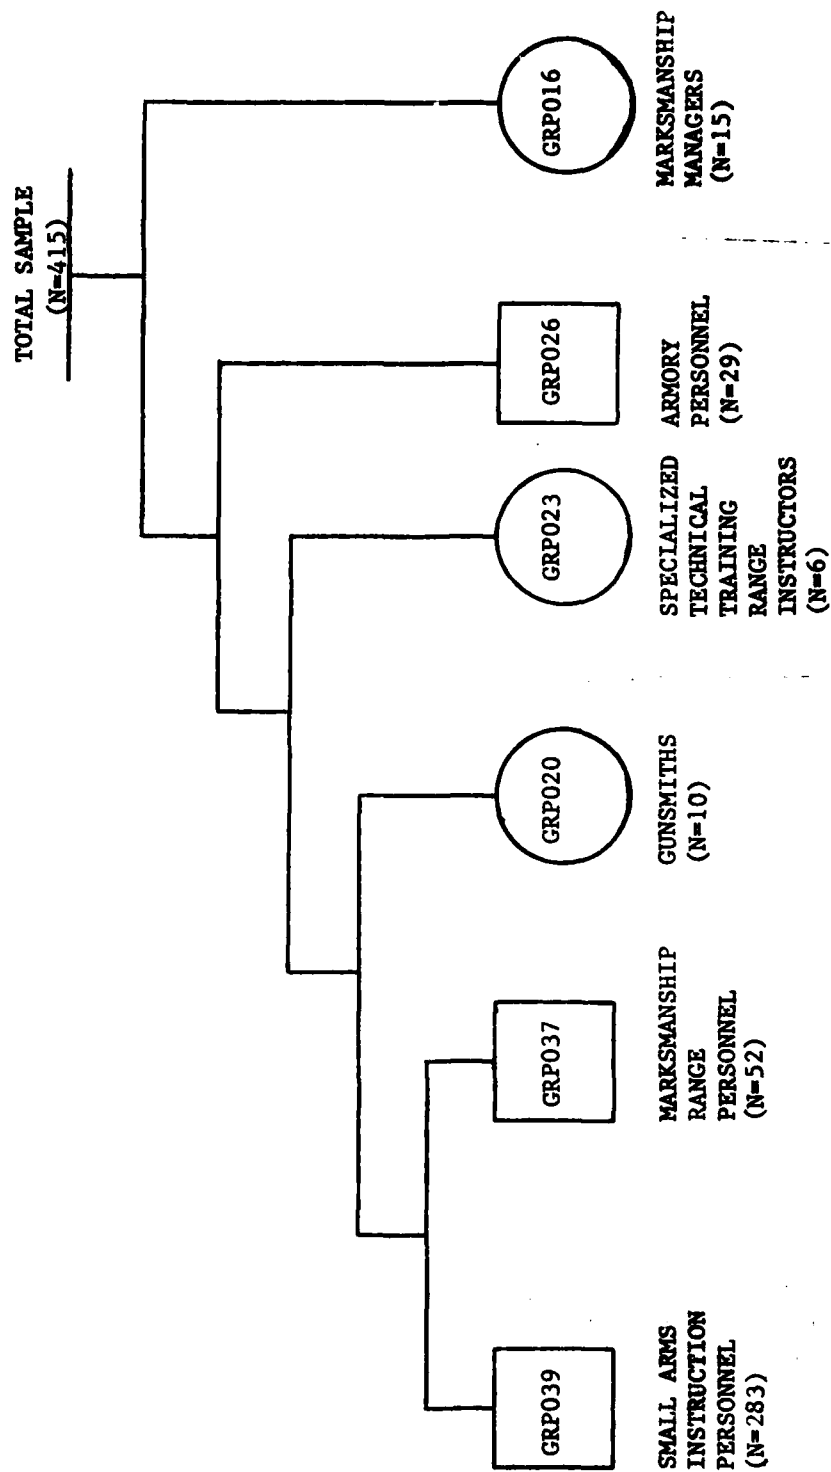 TOTAL SAMPLE
(N=415)
GRP039
GRP037
GRP020
GRP023
GRP026
GRP016
SMALL ARMS
INSTRUCTION
PERSONNEL
(N=283)
MARKSMANSHIP
RANGE
PERSONNEL
(N=52)
GUNSMITHS
(N=10)
SPECIALIZED
TECHNICAL
TRAINING
RANGE
INSTRUCTORS
(N=6)
ARMORY
PERSONNEL
(N=29)
MARKSMANSHIP
MANAGERS
(N=15)